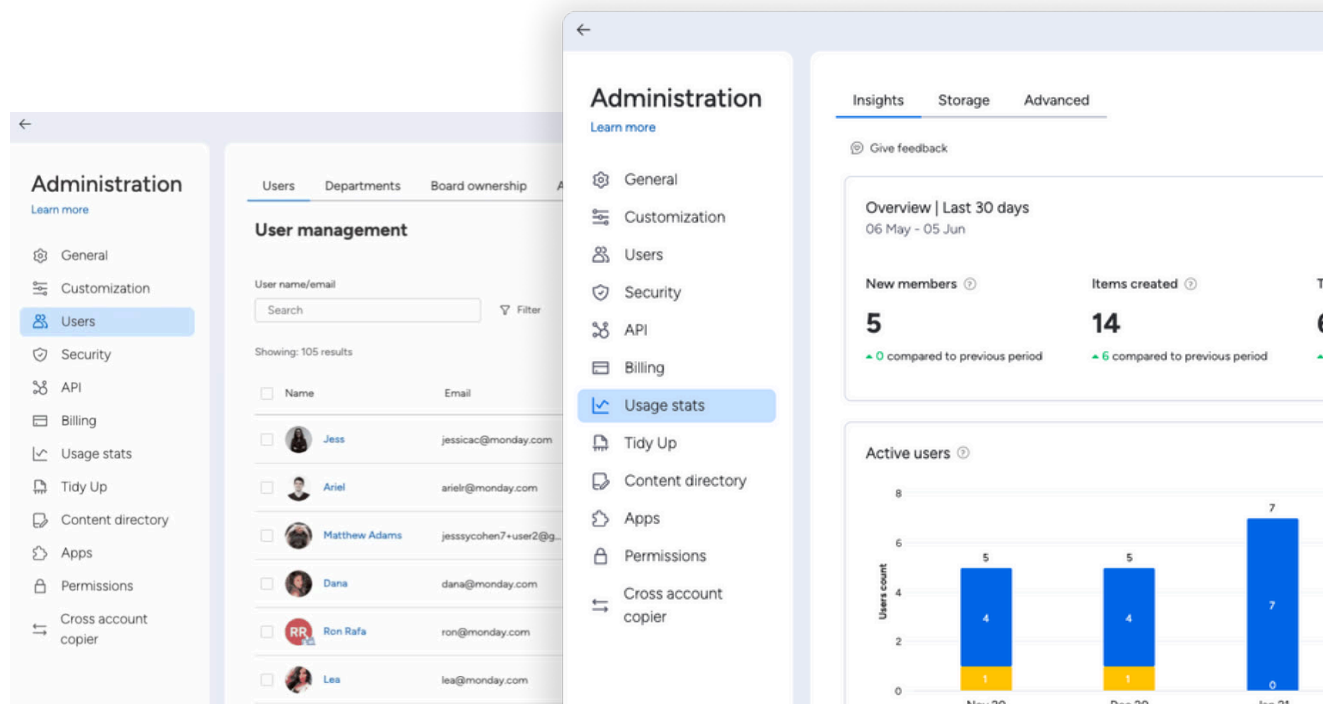 Administration
Learn more
General
Customization
Users
Security
API
Billing
Usage stats
Tidy Up
Content directory
Apps
Permissions
Cross account
copier
Users Departments Board ownership
User management
User name/email
Search Filter
Showing: 105 results
Name Email
Jess jessicac@monday.com
Ariel arielr@monday.com
Matthew Adams jesssycohen7+user2@g...
Dana dana@monday.com
RR Ron Rafa ron@monday.com
Lea lea@monday.com
Administration
Learn more
General
Customization
Users
Security
API
Billing
Usage stats
Tidy Up
Content directory
Apps
Permissions
Cross account
copier
Insights Storage Advanced
Give feedback
Overview | Last 30 days
06 May - 05 Jun
New members Items created
5 14
0 compared to previous period 6 compared to previous period
Active users
Users count
8
6
4
2
0
5 5 7
4 4 7
1 1 0